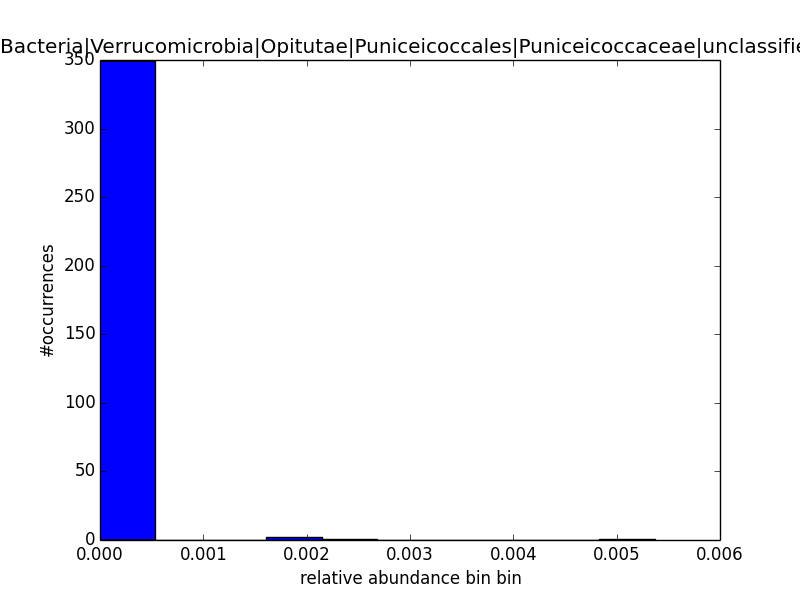 Bacteria|Verrucomicrobia|Opitutae|Puniceicoccales|Puniceicoccaceae|unclassifie
350
300
250
200
150
100
50
0
#occurrences
0.000 0.001 0.002 0.003 0.004 0.005 0.006
relative abundance bin bin